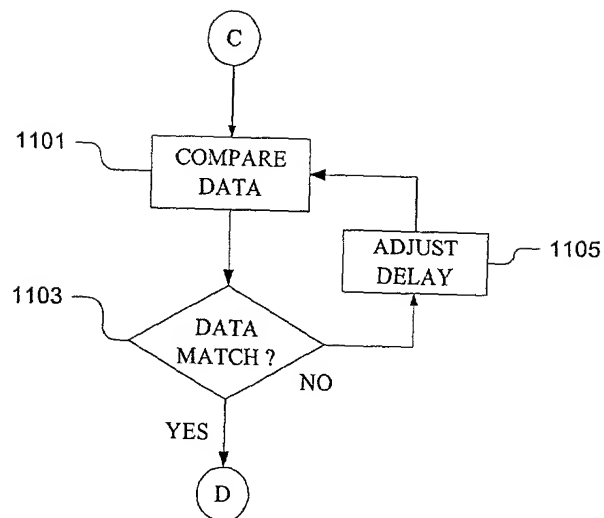 C
1101
COMPARE
DATA
ADJUST
DELAY
1105
1103
DATA
MATCH ?
NO
YES
D